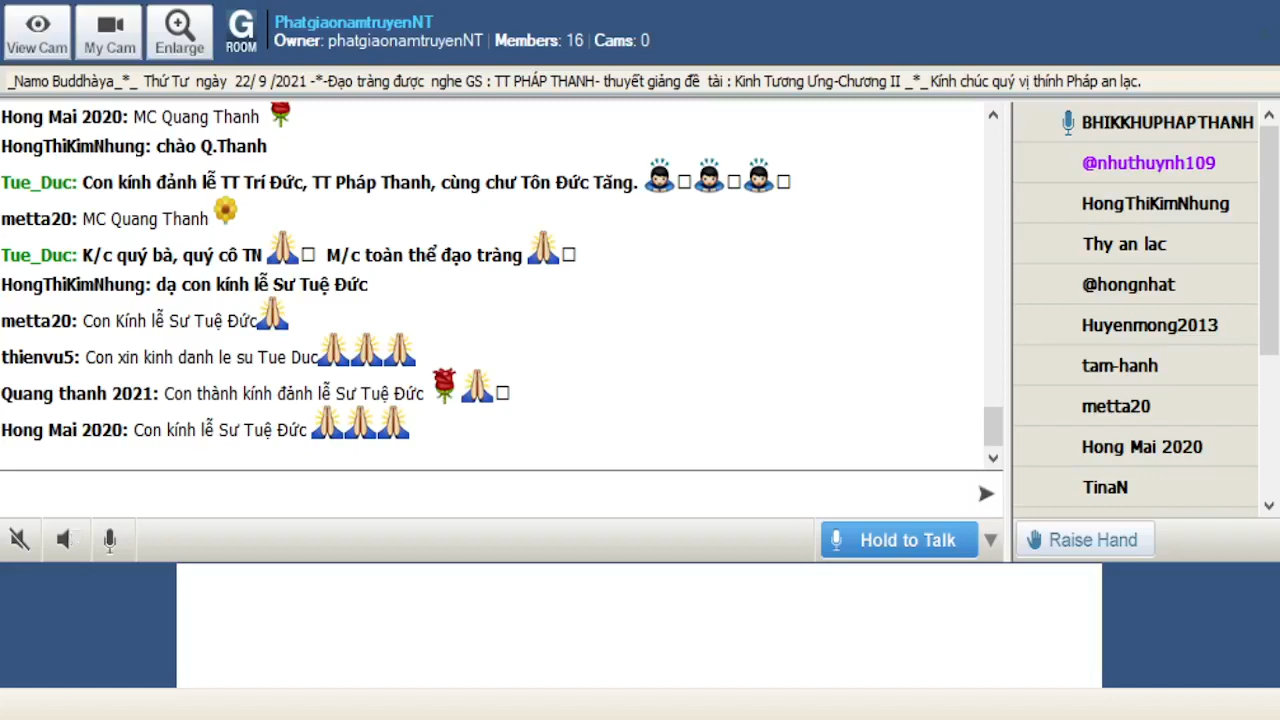 View Cam
My Cam
Enlarge
G
ROOM
PhatgiaonamtruyenNT
Owner: phatgiaonamtruyenNT | Members: 16 | Cams: 0
_Namo Buddhàya_*_ Thứ Tư ngày 22/ 9 /2021 -*-Đạo tràng được nghe GS : TT PHÁP THANH- thuyết giảng đề tài : Kinh Tương Ưng-Chương II _*_Kính chúc quý vị thính Pháp an lạc.
Hong Mai 2020: MC Quang Thanh
HongThiKimNhung: chào Q.Thanh
Tue_Duc: Con kính đảnh lễ TT Trí Đức, TT Pháp Thanh, cùng chư Tôn Đức Tăng.
metta20: MC Quang Thanh
Tue_Duc: K/c quý bà, quý cô TN M/c toàn thể đạo tràng
HongThiKimNhung: dạ con kính lễ Sư Tuệ Đức
metta20: Con Kính lễ Sư Tuệ Đức
thienvu5: Con xin kinh danh le su Tue Duc
Quang thanh 2021: Con thành kính đảnh lễ Sư Tuệ Đức
Hong Mai 2020: Con kính lễ Sư Tuệ Đức
BHIKKHUPHAPTHANH
@nhuthuynh109
HongThiKimNhung
Thy an lac
@hongnhat
Huyenmong2013
tam-hanh
metta20
Hong Mai 2020
TinaN
Hold to Talk
Raise Hand